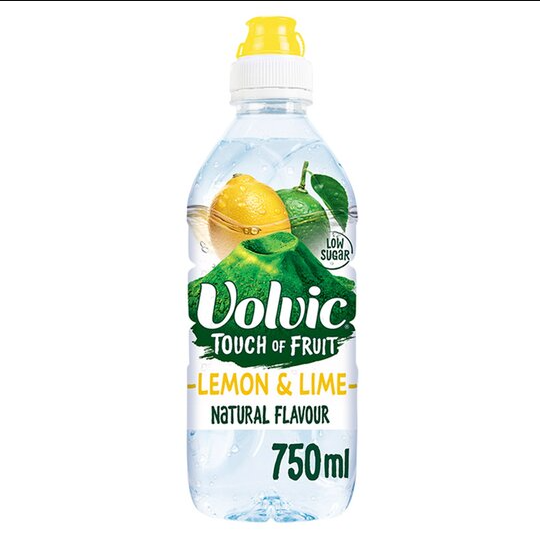 LOW
SUGAR
Volvic®
TOUCH OF FRUIT
-LEMON & LIME-
NaTURAL FLAVOUR
750ml